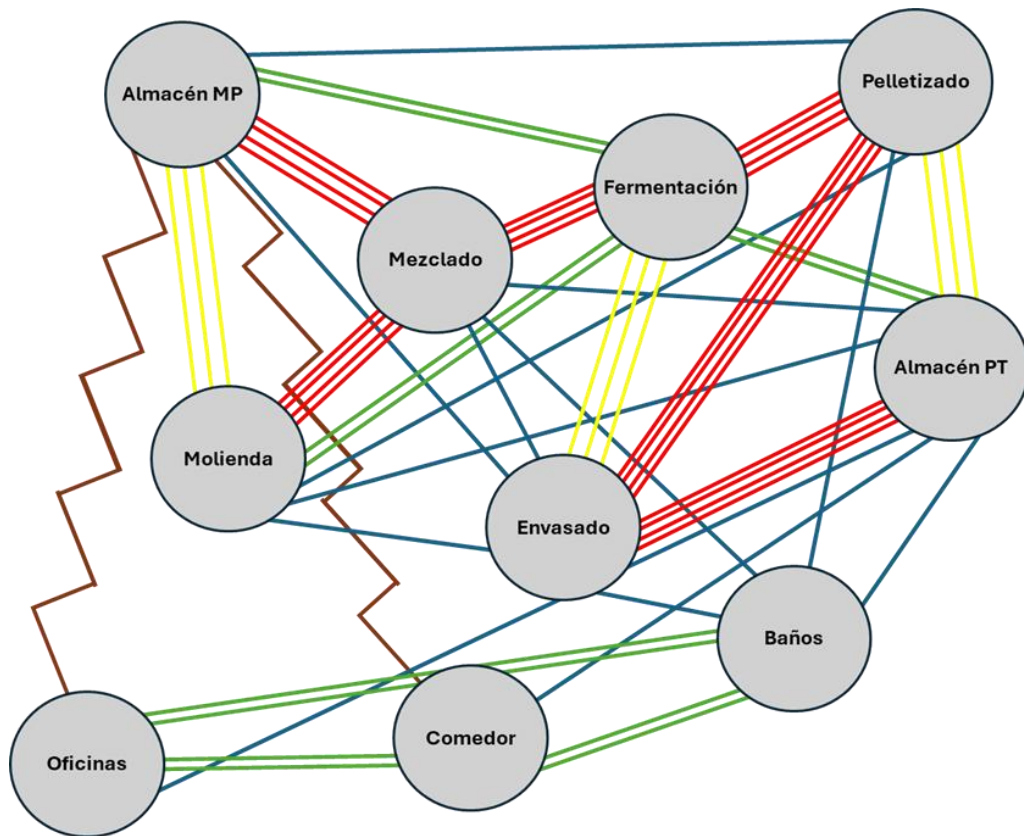 Pelletizado
Almacén MP
Fermentación
Mezclado
Almacén PT
Molienda
Envasado
Baños
Comedor
Oficinas